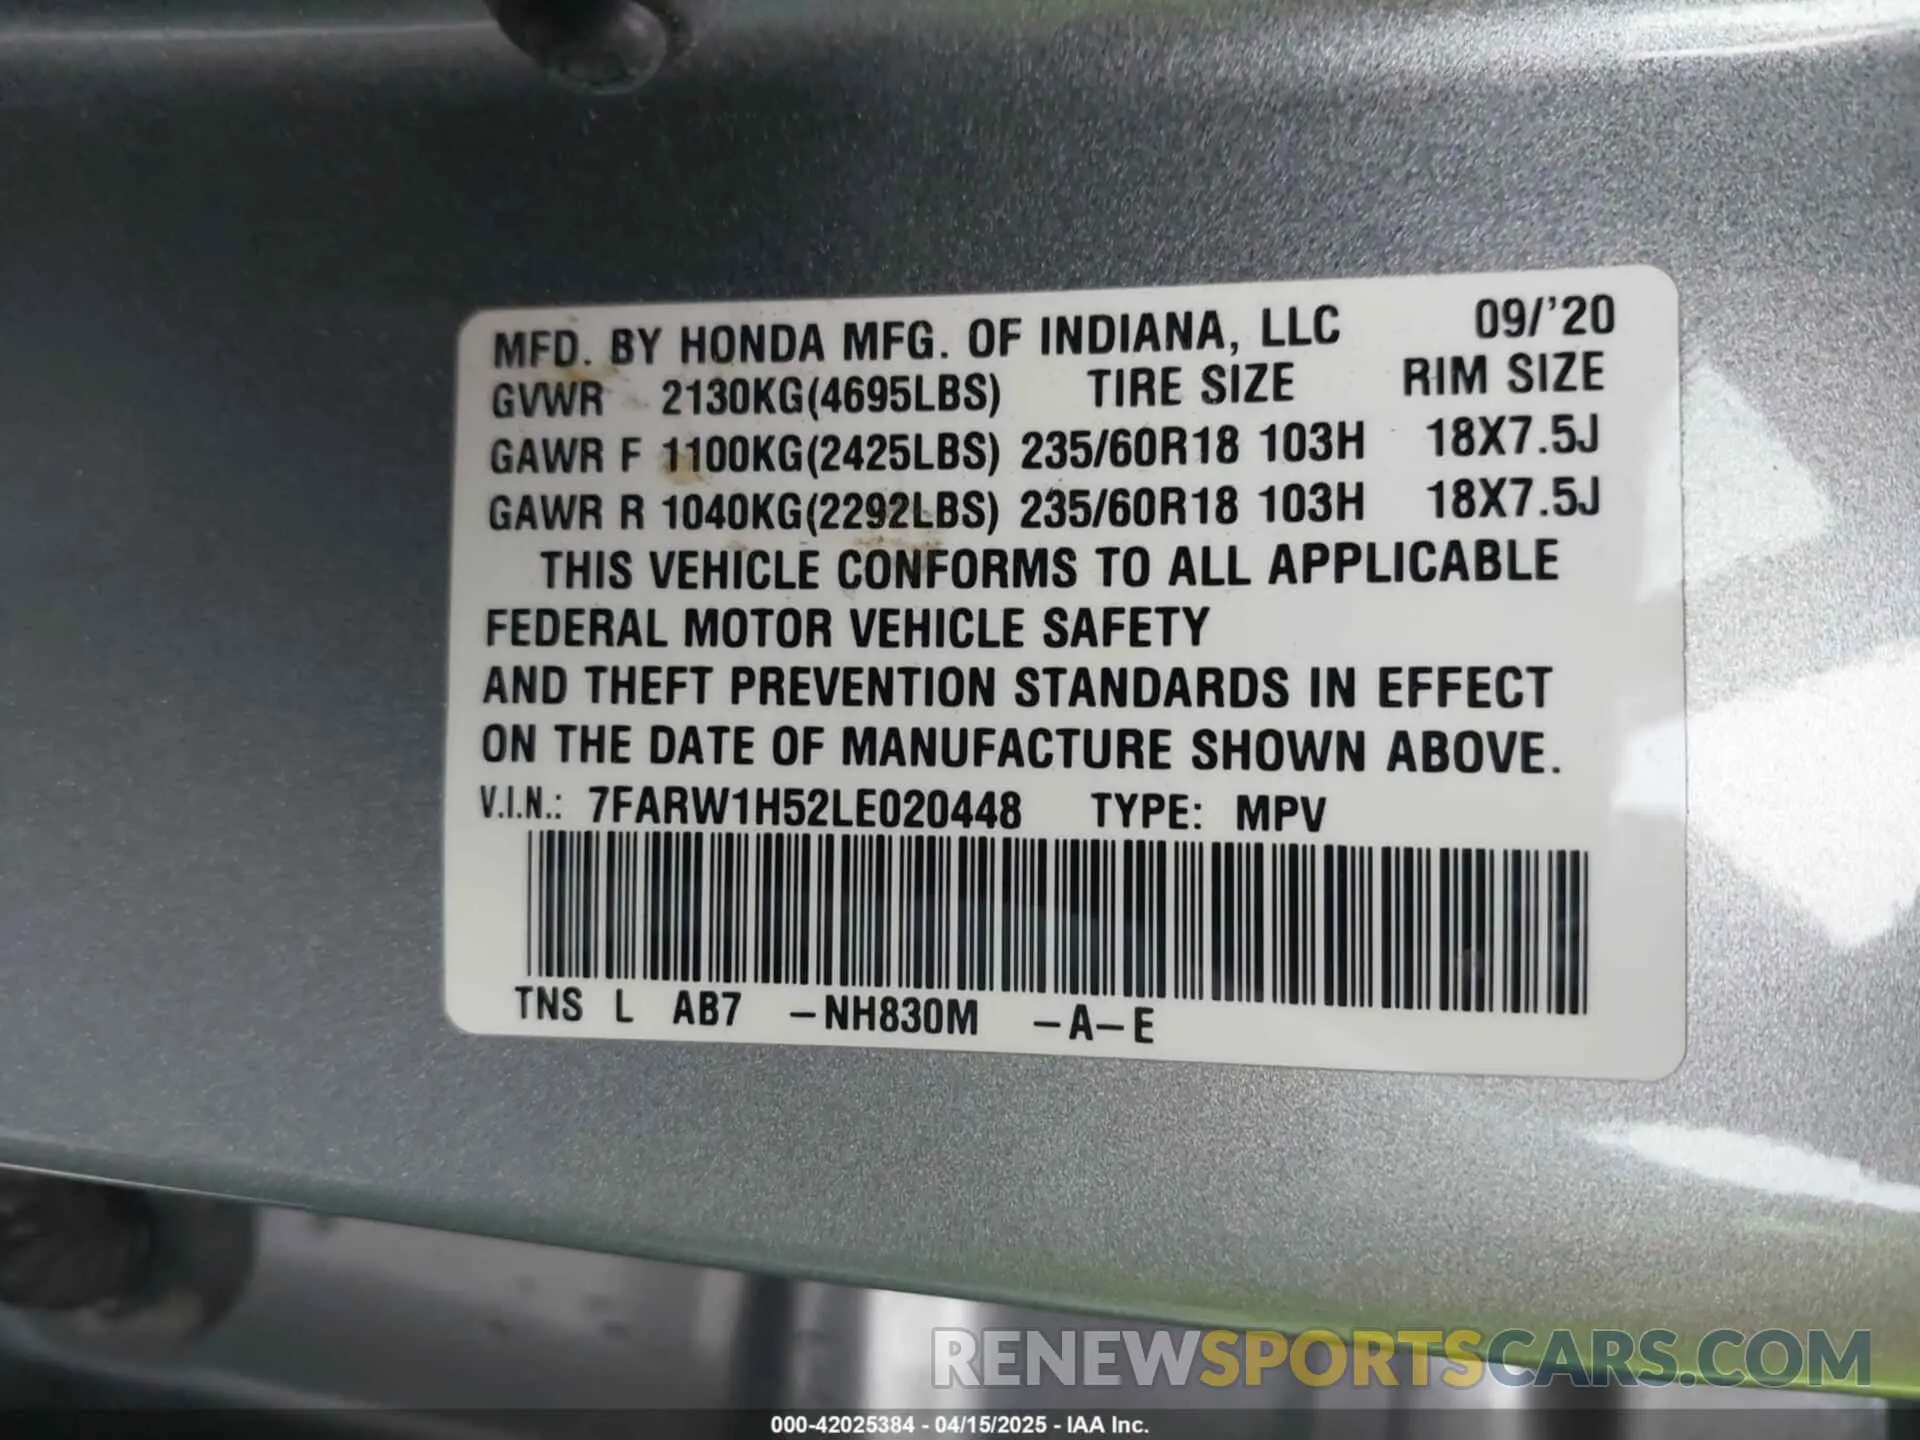 MFD. BY HONDA MFG. OF INDIANA, LLC 09/'20
GVWR 2130KG(4695LBS) TIRE SIZE RIM SIZE
GAWR F 1100KG(2425LBS) 235/60R18 103H 18X7.5J
GAWR R 1040KG(2292LBS) 235/60R18 103H 18X7.5J
THIS VEHICLE CONFORMS TO ALL APPLICABLE
FEDERAL MOTOR VEHICLE SAFETY
AND THEFT PREVENTION STANDARDS IN EFFECT
ON THE DATE OF MANUFACTURE SHOWN ABOVE.
V.I.N.: 7FARW1H52LE020448 TYPE: MPV
TNS L AB7 -NH830M -A-E
RENEWSPORTSCARS.COM
000-42025384 - 04/15/2025 - IAA Inc.